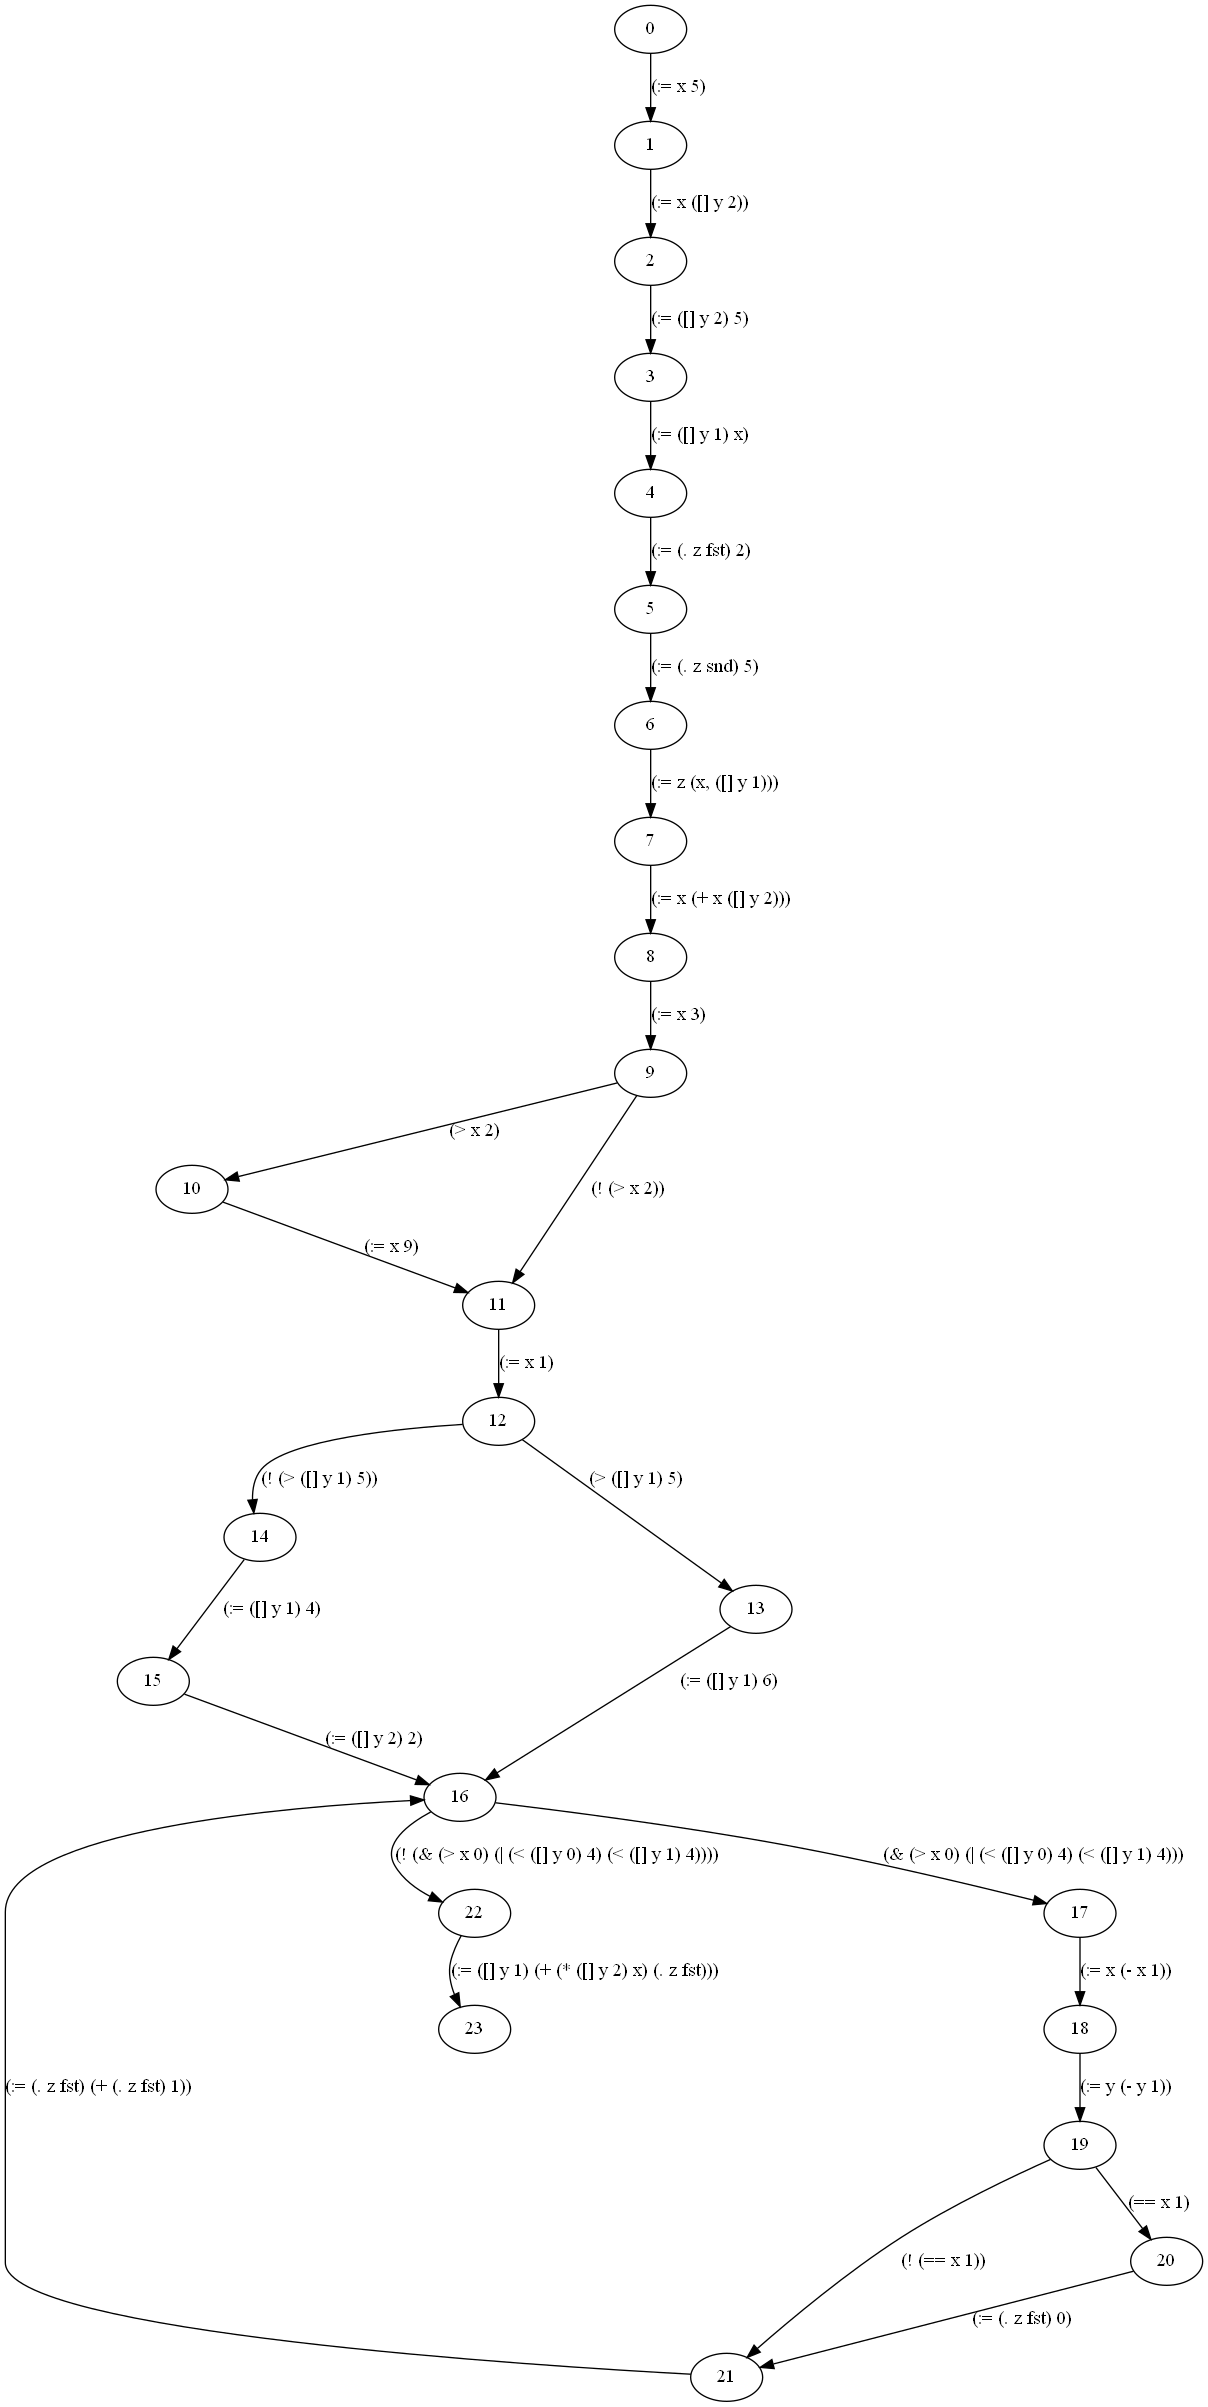 0
(:= x 5)
1
(:= x ([] y 2))
2
(:= ([] y 2) 5)
3
(:= ([] y 1) x)
4
(:= (. z fst) 2)
5
(:= (. z snd) 5)
6
(:= z (x, ([] y 1)))
7
(:= x (+ x ([] y 2)))
8
(:= x 3)
9
(> x 2)
10
(! (> x 2))
(:= x 9)
11
(:= x 1)
12
(! (> ([] y 1) 5))
(> ([] y 1) 5)
14
(:= ([] y 1) 4)
13
15
(:= ([] y 1) 6)
(:= ([] y 2) 2)
16
(! (& (> x 0) (| (< ([] y 0) 4) (< ([] y 1) 4))))
(& (> x 0) (| (< ([] y 0) 4) (< ([] y 1) 4)))
22
17
(:= ([] y 1) (+ (* ([] y 2) x) (. z fst)))
(:= x (- x 1))
23
18
(:= (. z fst) (+ (. z fst) 1))
(:= y (- y 1))
19
(== x 1)
(! (== x 1))
20
(:= (. z fst) 0)
21